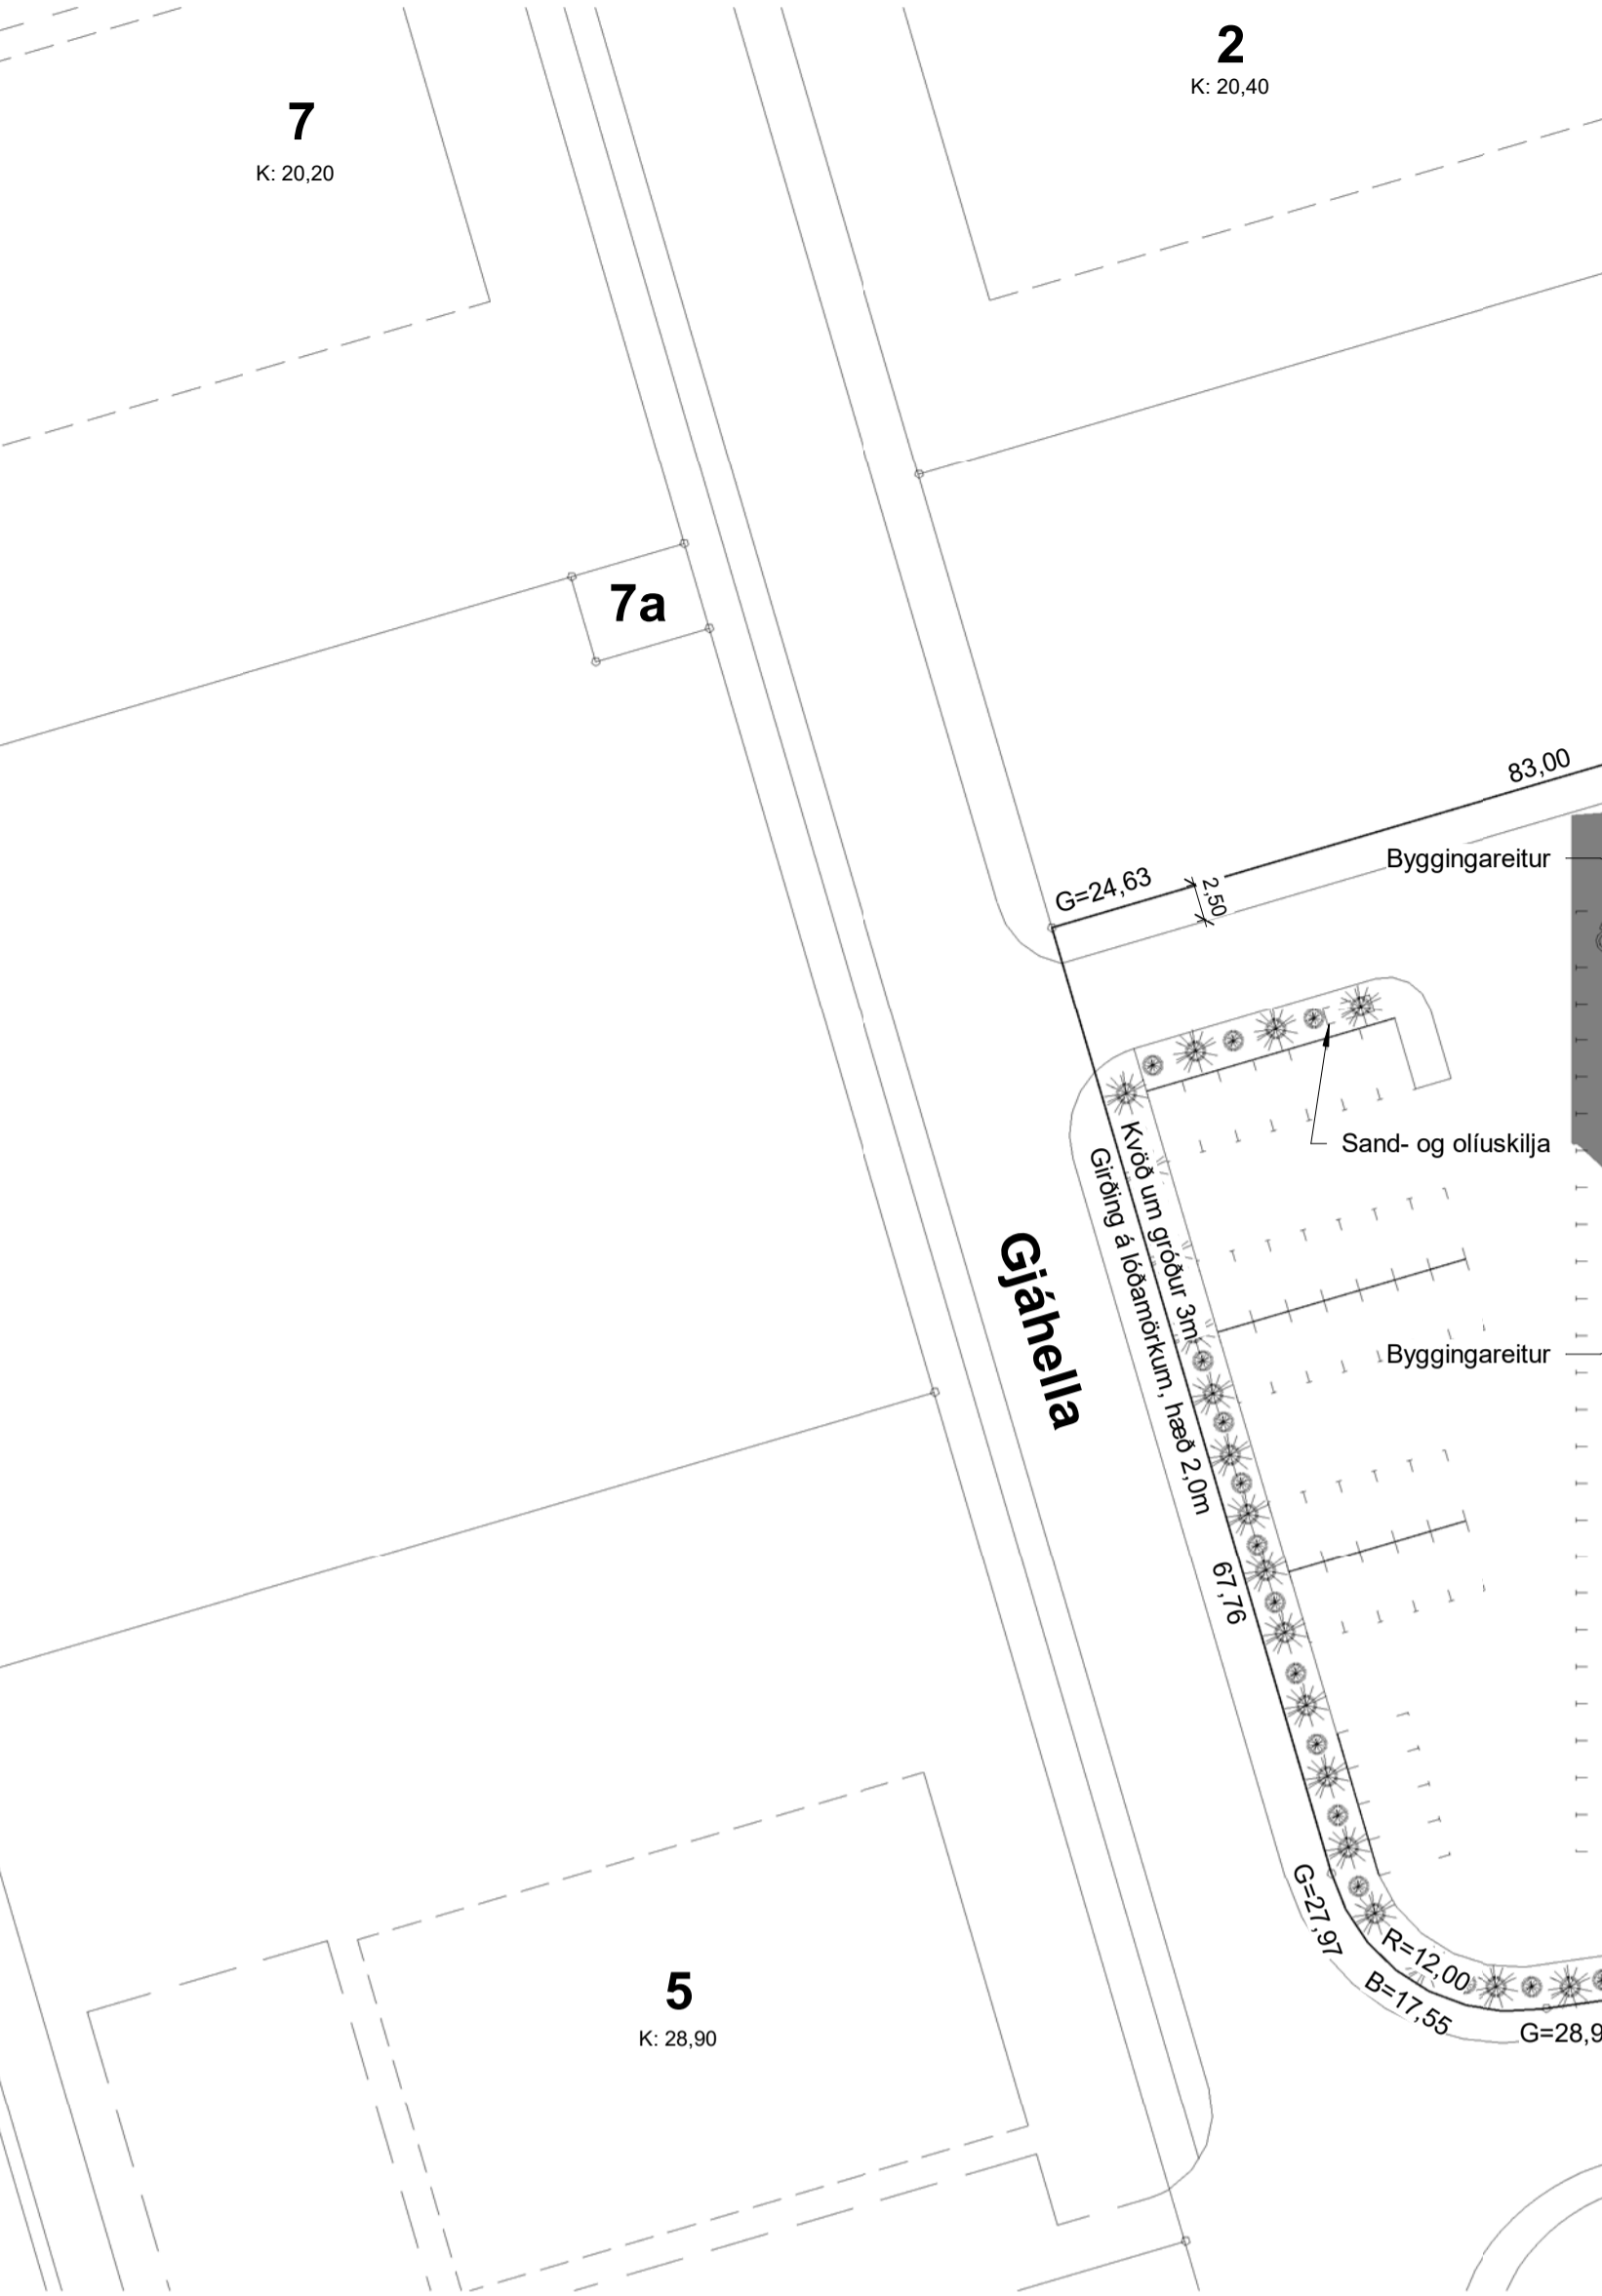 2
K: 20,40
7
K: 20,20
7a
83,00
Byggingareitur
G=24,63
2,50
Sand- og olíuskilja
Kvöð um gróður 3m
Girðing á lóðamörkum, hæð 2,0m
Gjáhella
Byggingareitur
67,76
G=27,97
R=12,00
B=17,55
G=28,9
5
K: 28,90